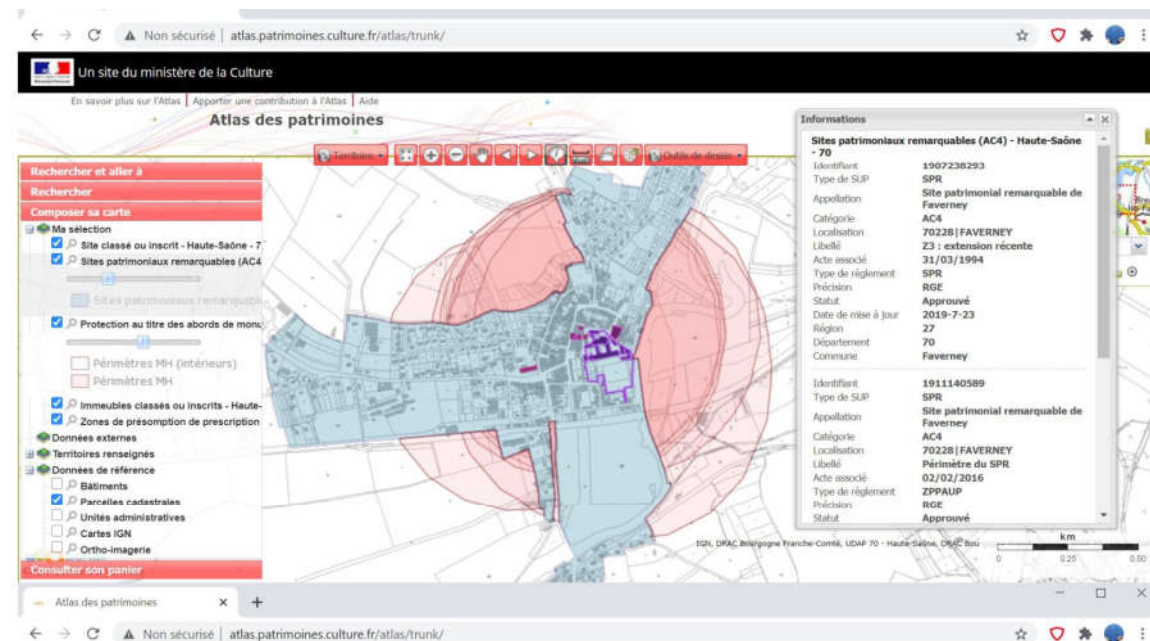 Non sécurisé | atlas.patrimoines.culture.fr/atlas/trunk/
Un site du ministère de la Culture
En savoir plus sur l'Atlas | Apporter une contribution à l'Atlas | Aide
Atlas des patrimoines
Territoire
Outils de dessin
Rechercher et aller à
Rechercher
Composer sa carte
Ma sélection
Site classé ou inscrit - Haute-Saône - 7
Sites patrimoniaux remarquables (AC4
Sites patrimoniaux remarquabl
Protection au titre des abords de monu
Périmètres MH (intérieurs)
Périmètres MH
Immeubles classés ou inscrits - Haute-
Zones de présomption de prescription
Données externes
Territoires renseignés
Données de référence
Bâtiments
Parcelles cadastrales
Unités administratives
Cartes IGN
Ortho-imagerie
Consulter son panier
Informations
Sites patrimoniaux remarquables (AC4) - Haute-Saône
- 70
Identifiant 1907238293
Type de SUP SPR
Appellation Site patrimonial remarquable de
Faverney
Catégorie AC4
Localisation 70228|FAVERNEY
Libellé Z3 : extension récente
Acte associé 31/03/1994
Type de réglement SPR
Précision RGE
Statut Approuvé
Date de mise à jour 2019-7-23
Région 27
Département 70
Commune Faverney
Identifiant 1911140589
Type de SUP SPR
Appellation Site patrimonial remarquable de
Faverney
Catégorie AC4
Localisation 70228|FAVERNEY
Libellé Périmètre du SPR
Acte associé 02/02/2016
Type de réglement ZPPAUP
Précision RGE
Statut Approuvé
IGN, DRAC Bourgogne Franche-Comté, UDAP 70 - Haute-Saône, DRAC Bou
km
0 0.25 0.50
Atlas des patrimoines
Non sécurisé | atlas.patrimoines.culture.fr/atlas/trunk/